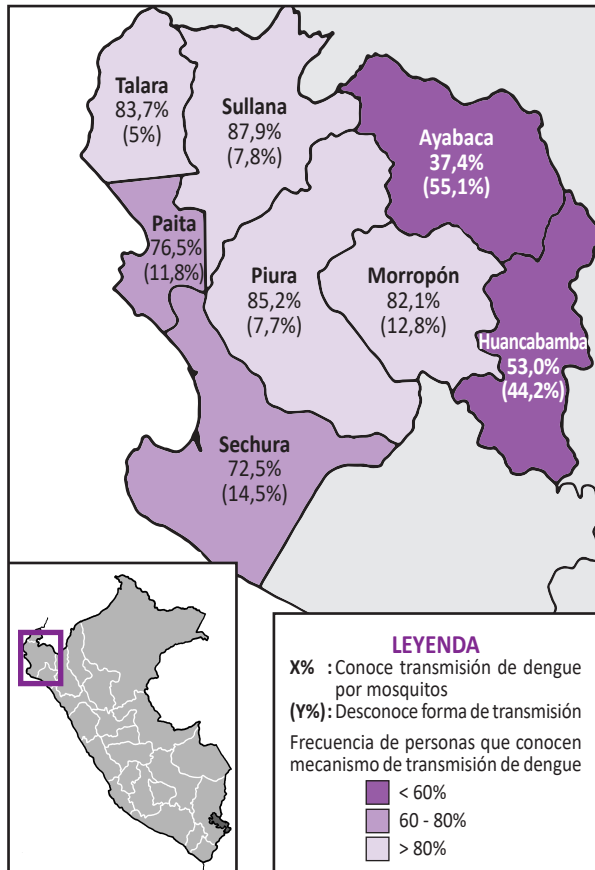 Talara
83,7%
(5%)
Sullana
87,9%
(7,8%)
Ayabaca
37,4%
(55,1%)
Paita
76,5%
(11,8%)
Piura
85,2%
(7,7%)
Morropón
82,1%
(12,8%)
Huancabamba
53,0%
(44,2%)
Sechura
72,5%
(14,5%)
LEYENDA
X% : Conoce transmisión de dengue
por mosquitos
(Y%) : Desconoce forma de transmisión
Frecuencia de personas que conocen
mecanismo de transmisión de dengue
< 60%
60 - 80%
> 80%